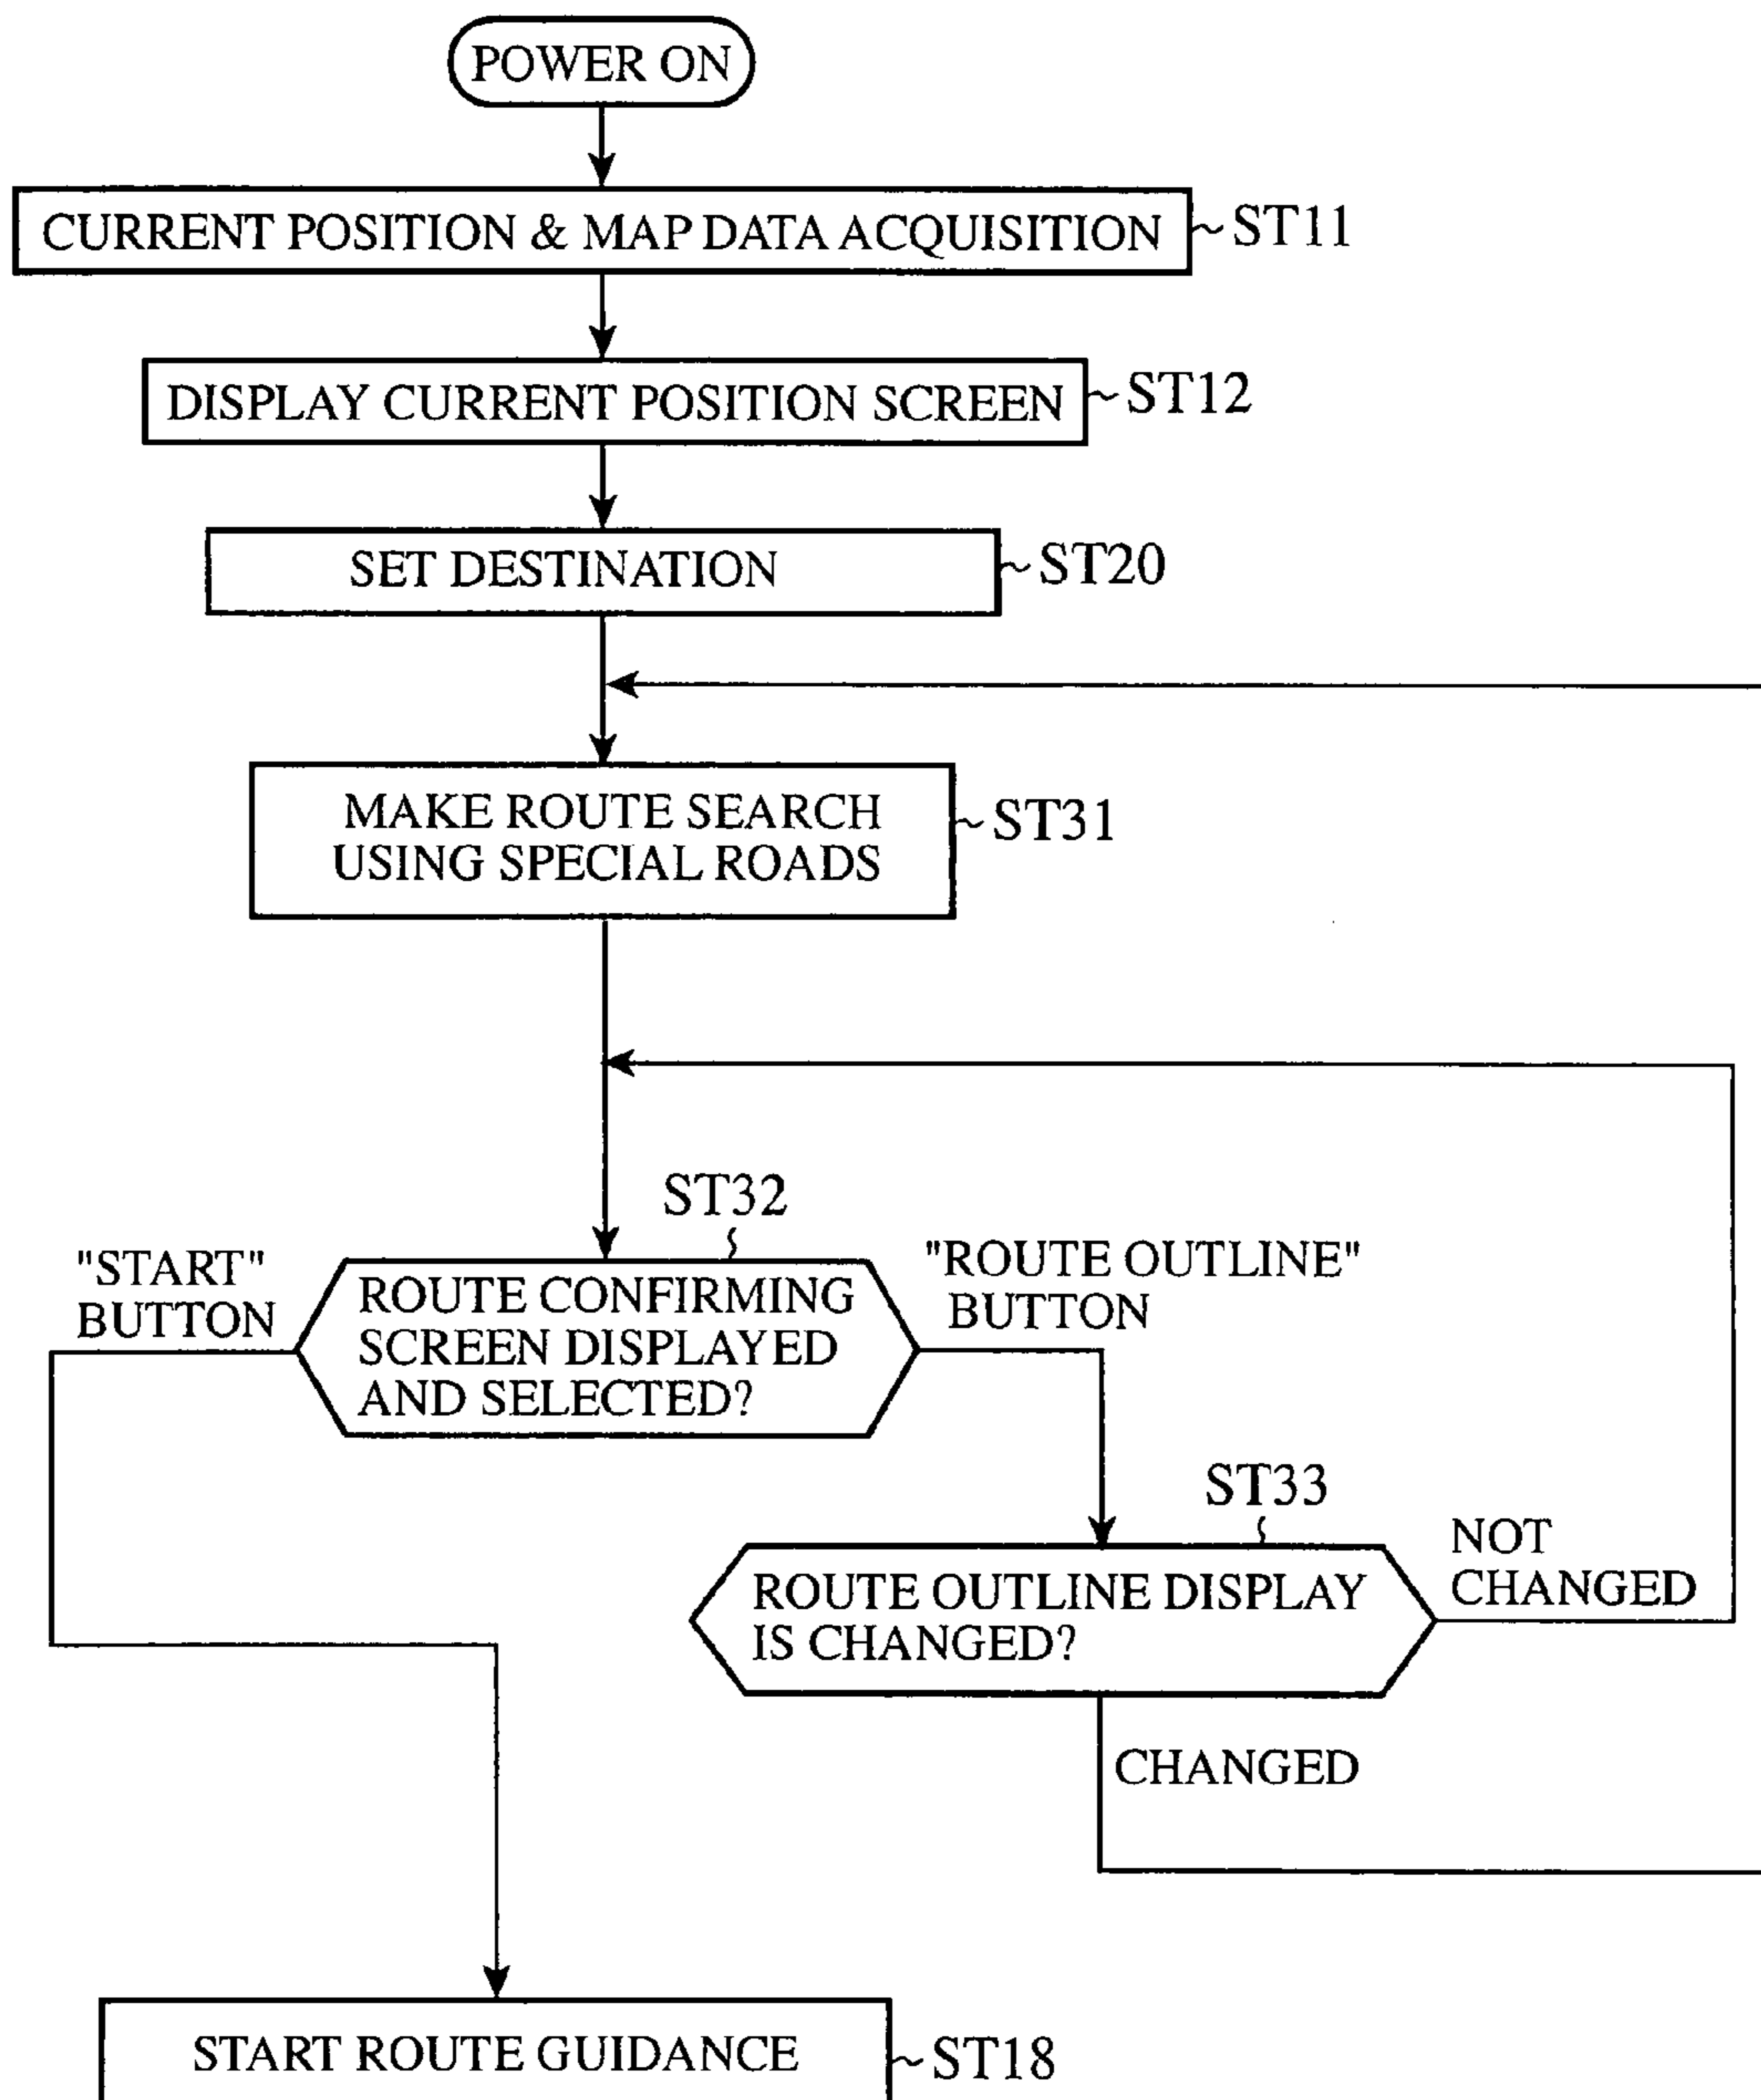 POWER ON
CURRENT POSITION & MAP DATA ACQUISITION
ST11
DISPLAY CURRENT POSITION SCREEN
ST12
SET DESTINATION
ST20
MAKE ROUTE SEARCH
USING SPECIAL ROADS
ST31
ST32
"START"
BUTTON
ROUTE CONFIRMING
SCREEN DISPLAYED
AND SELECTED?
"ROUTE OUTLINE"
BUTTON
ST33
ROUTE OUTLINE DISPLAY
IS CHANGED?
NOT
CHANGED
CHANGED
START ROUTE GUIDANCE
ST18